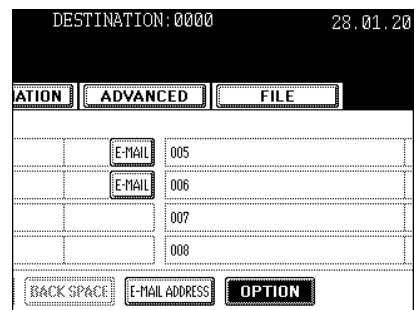 DESTINATION:0000 28.01.20
ATION ADVANCED FILE
E-MAIL 005
E-MAIL 006
007
008
BACK SPACE E-MAIL ADDRESS OPTION